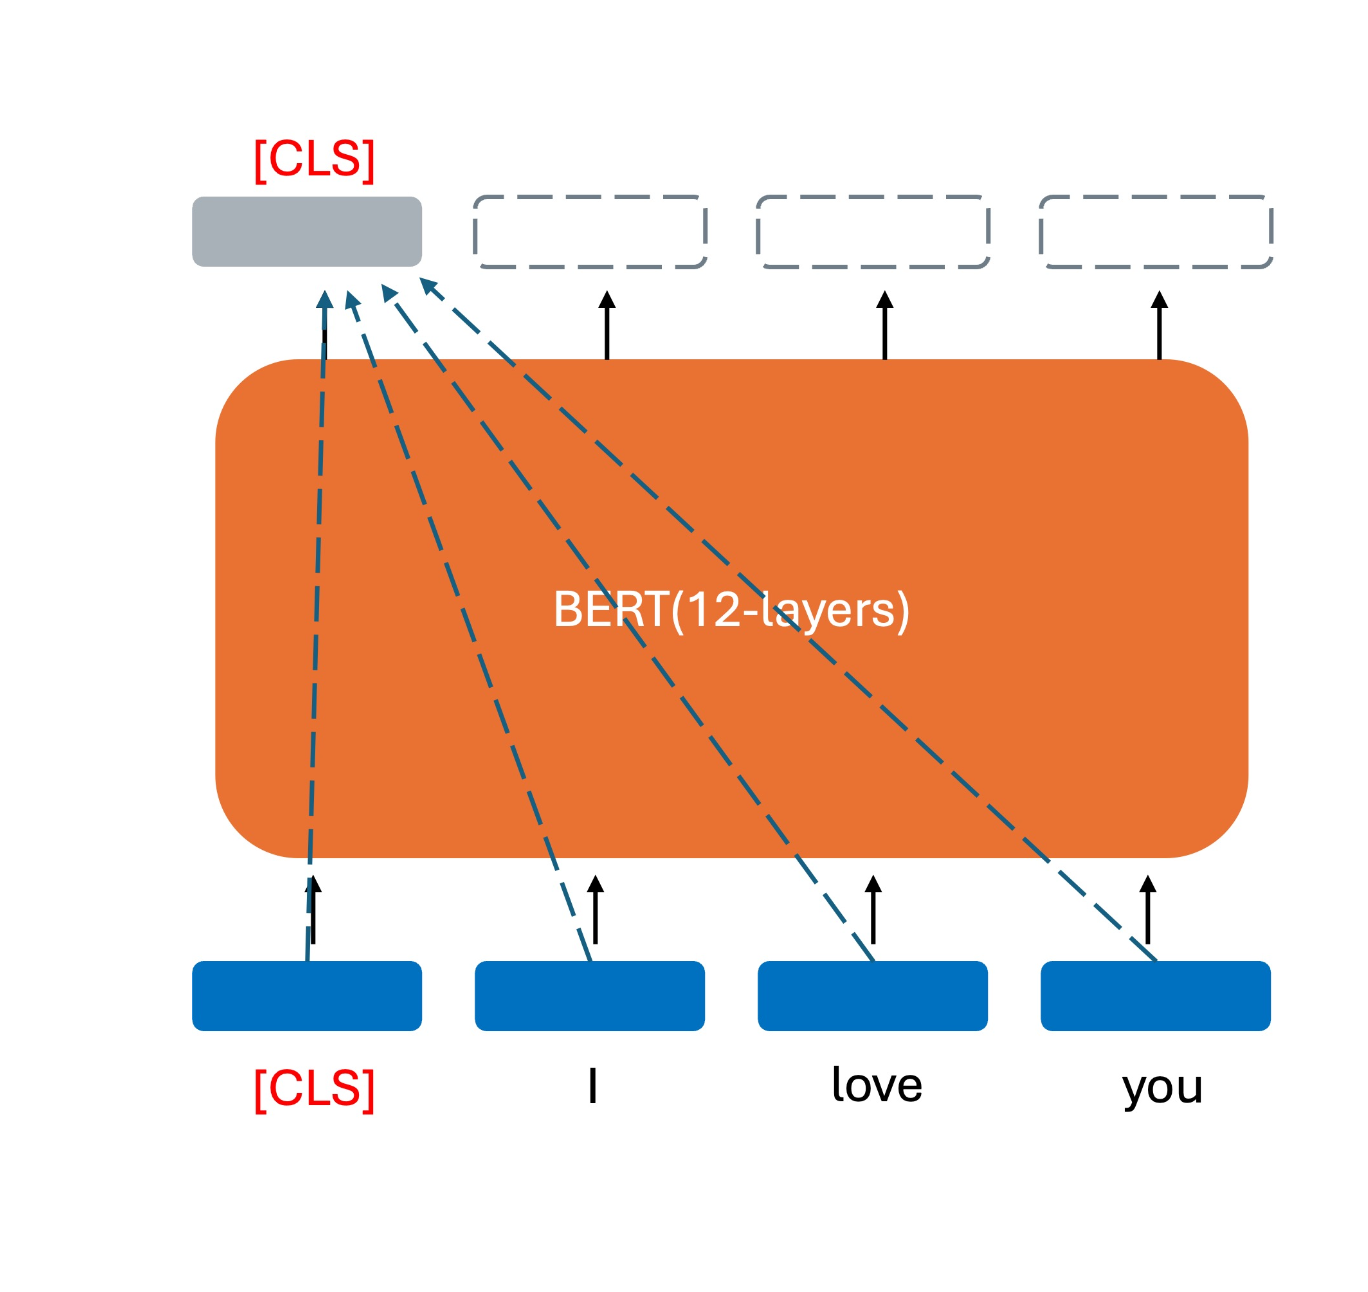 [CLS]
BERT(12-layers)
[CLS] I love you